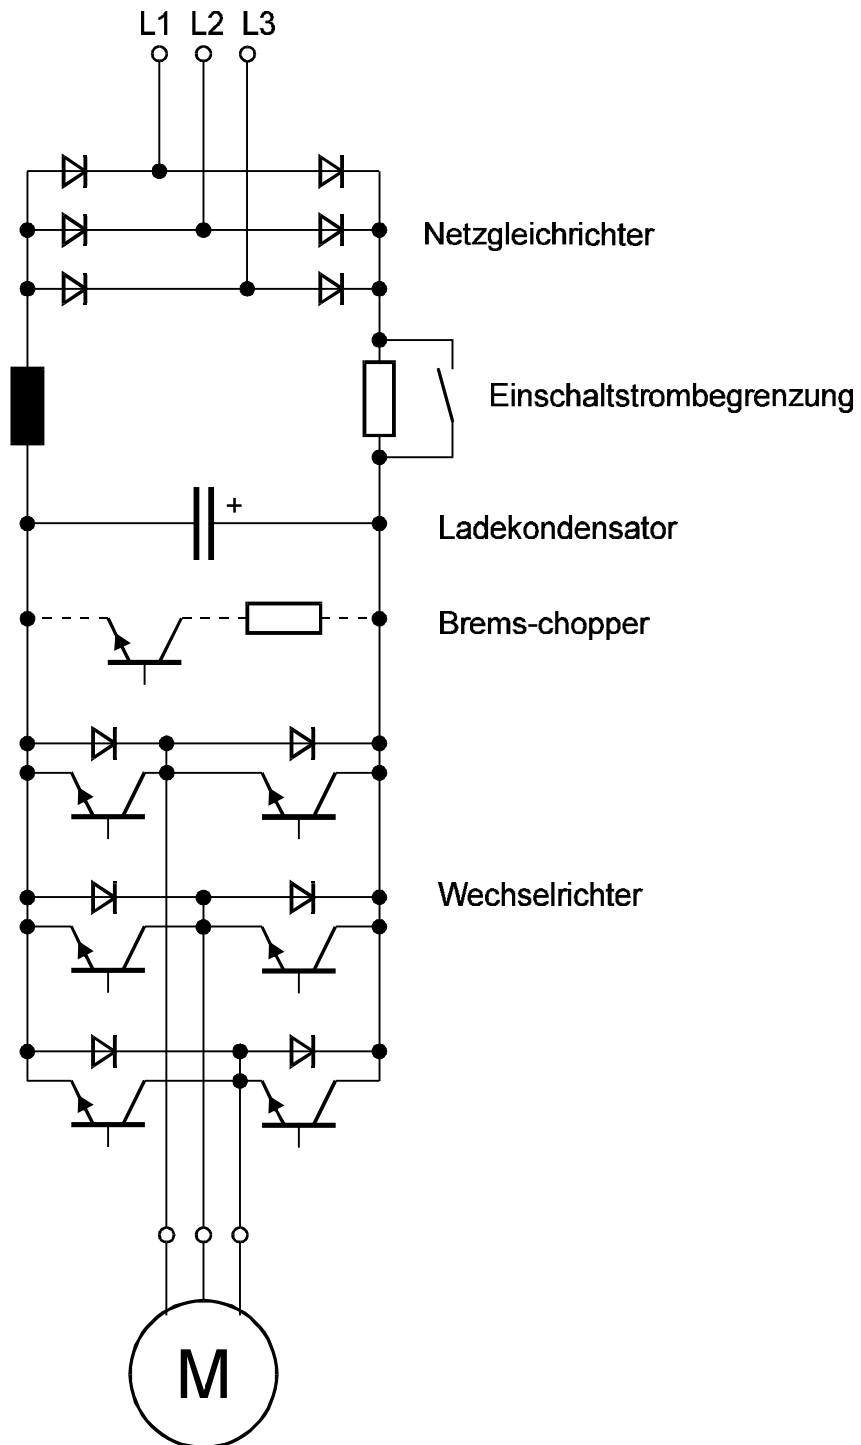 L1 L2 L3
Netzgleichrichter
Einschaltstrombegrenzung
+
Ladekondensator
Brems-chopper
Wechselrichter
M